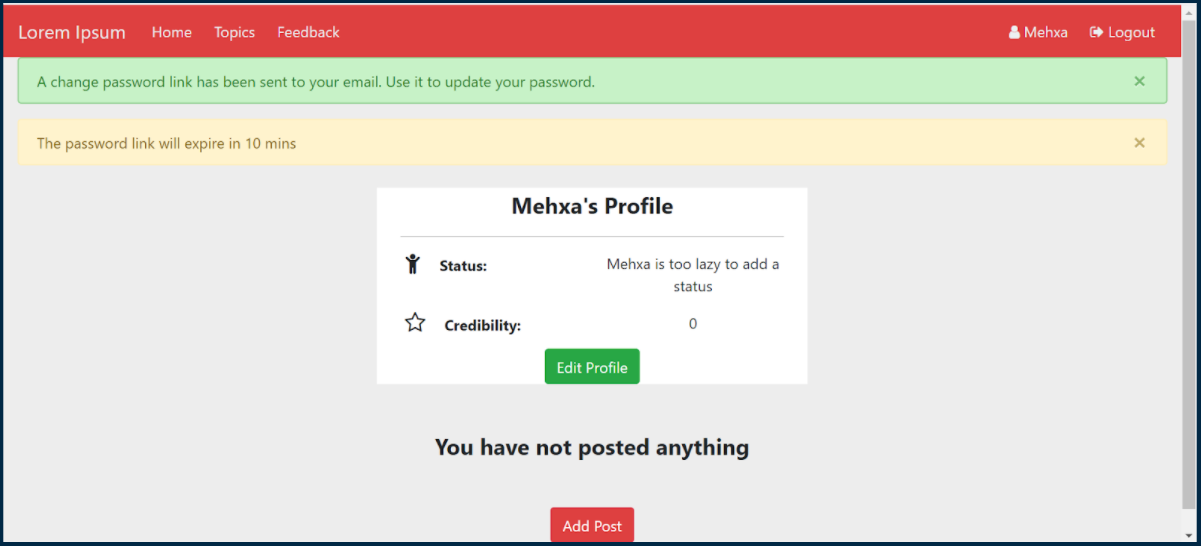 Lorem Ipsum Home Topics Feedback Mehxa Logout
A change password link has been sent to your email. Use it to update your password. ×
The password link will expire in 10 mins ×
Mehxa's Profile
Status: Mehxa is too lazy to add a
status
Credibility: 0
Edit Profile
You have not posted anything
Add Post